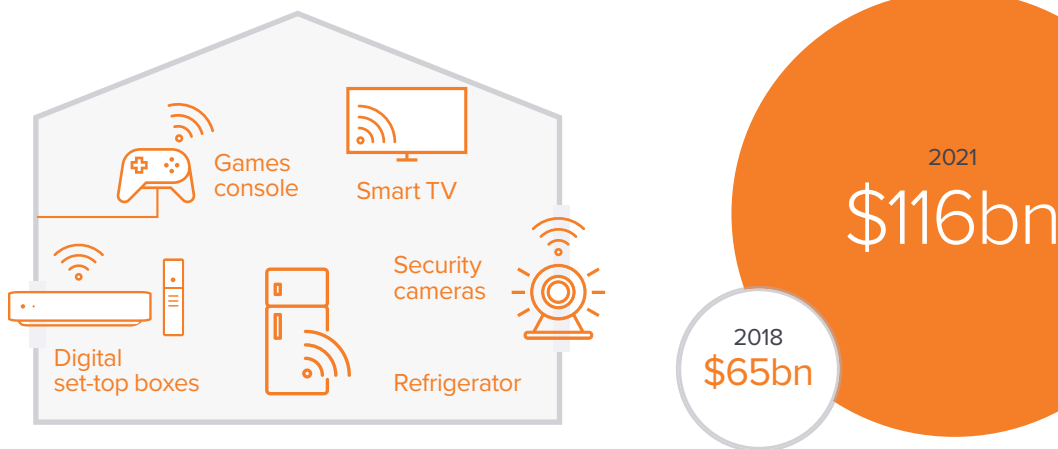 Games
console
Smart TV
Security
cameras
Digital
set-top boxes
Refrigerator
2021
$116bn
2018
$65bn